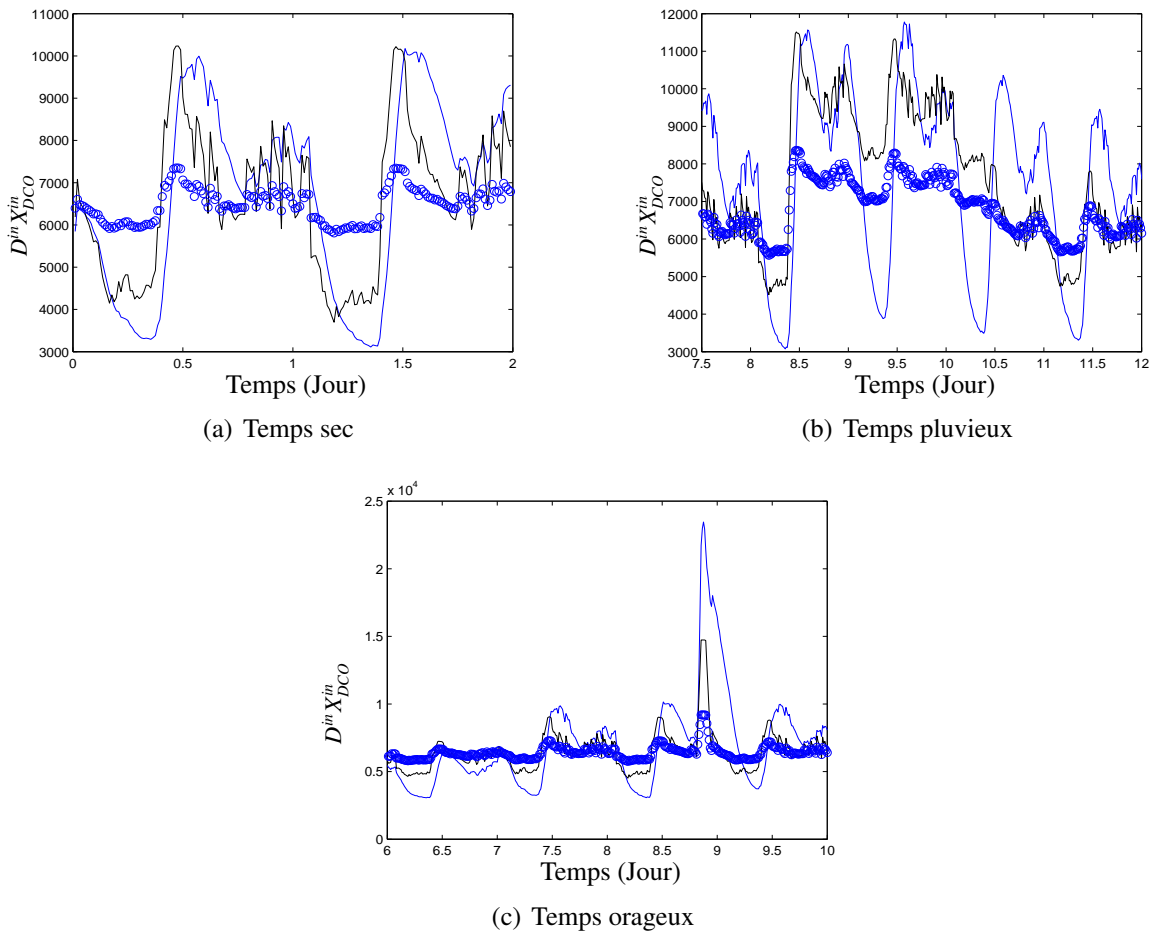 11000
10000
9000
8000
7000
6000
5000
4000
3000
0 0.5 1 1.5 2
D^{in} X^{in}_{DCO}
Temps (Jour)
(a) Temps sec
12000
11000
10000
9000
8000
7000
6000
5000
4000
3000
7.5 8 8.5 9 9.5 10 10.5 11 11.5 12
D^{in} X^{in}_{DCO}
Temps (Jour)
(b) Temps pluvieux
x 10^4
2.5
2
1.5
1
0.5
0
6 6.5 7 7.5 8 8.5 9 9.5 10
D^{in} X^{in}_{DCO}
Temps (Jour)
(c) Temps orageux